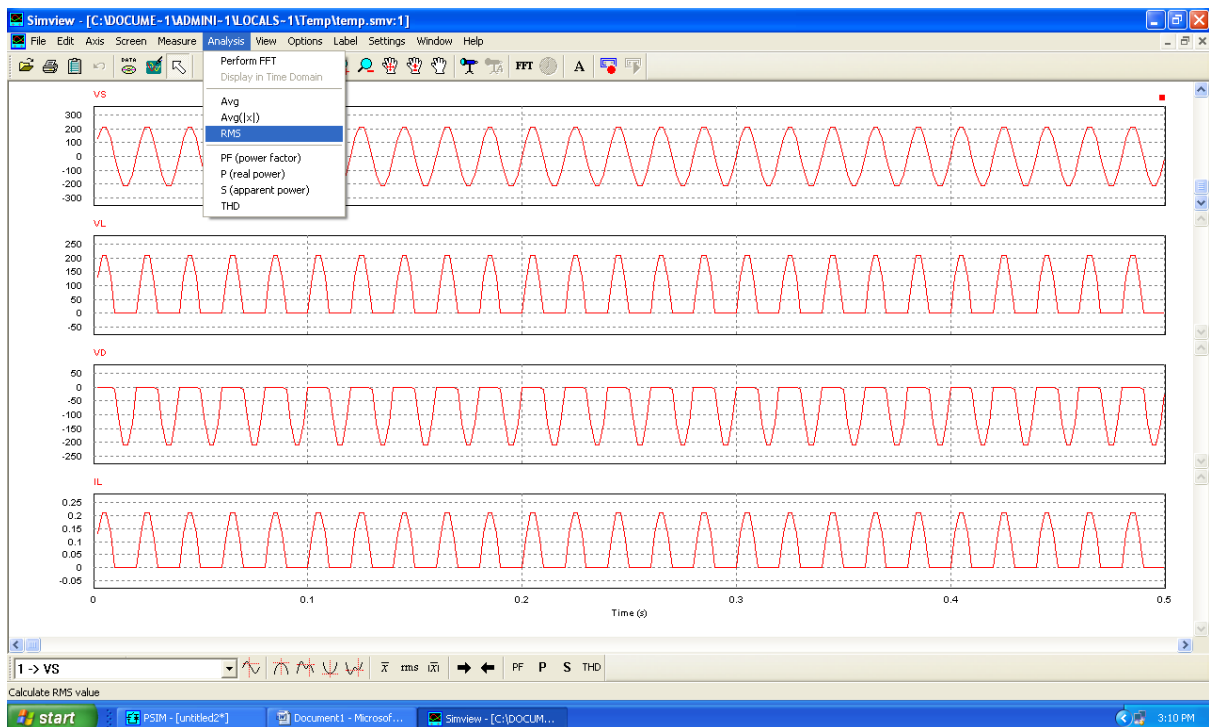 Simview - [C:\DOCUME~1\ADMINI~1\LOCALS~1\Temp\temp.smv:1]
File Edit Axis Screen Measure Analysis View Options Label Settings Window Help
DATA FFT A
Perform FFT
Display in Time Domain
Avg
Avg(|x|)
RMS
PF (power factor)
P (real power)
S (apparent power)
THD
VS
300
200
100
0
-100
-200
-300
VL
250
200
150
100
50
0
-50
VD
50
0
-50
-100
-150
-200
-250
IL
0.25
0.2
0.15
0.1
0.05
0
-0.05
0 0.1 0.2 0.3 0.4 0.5
Time (s)
1 -> VS x̄ rms |x̄| PF P S THD
Calculate RMS value
start PSIM - [untitled2*] Document1 - Microsof... Simview - [C:\DOCUM... 3:10 PM